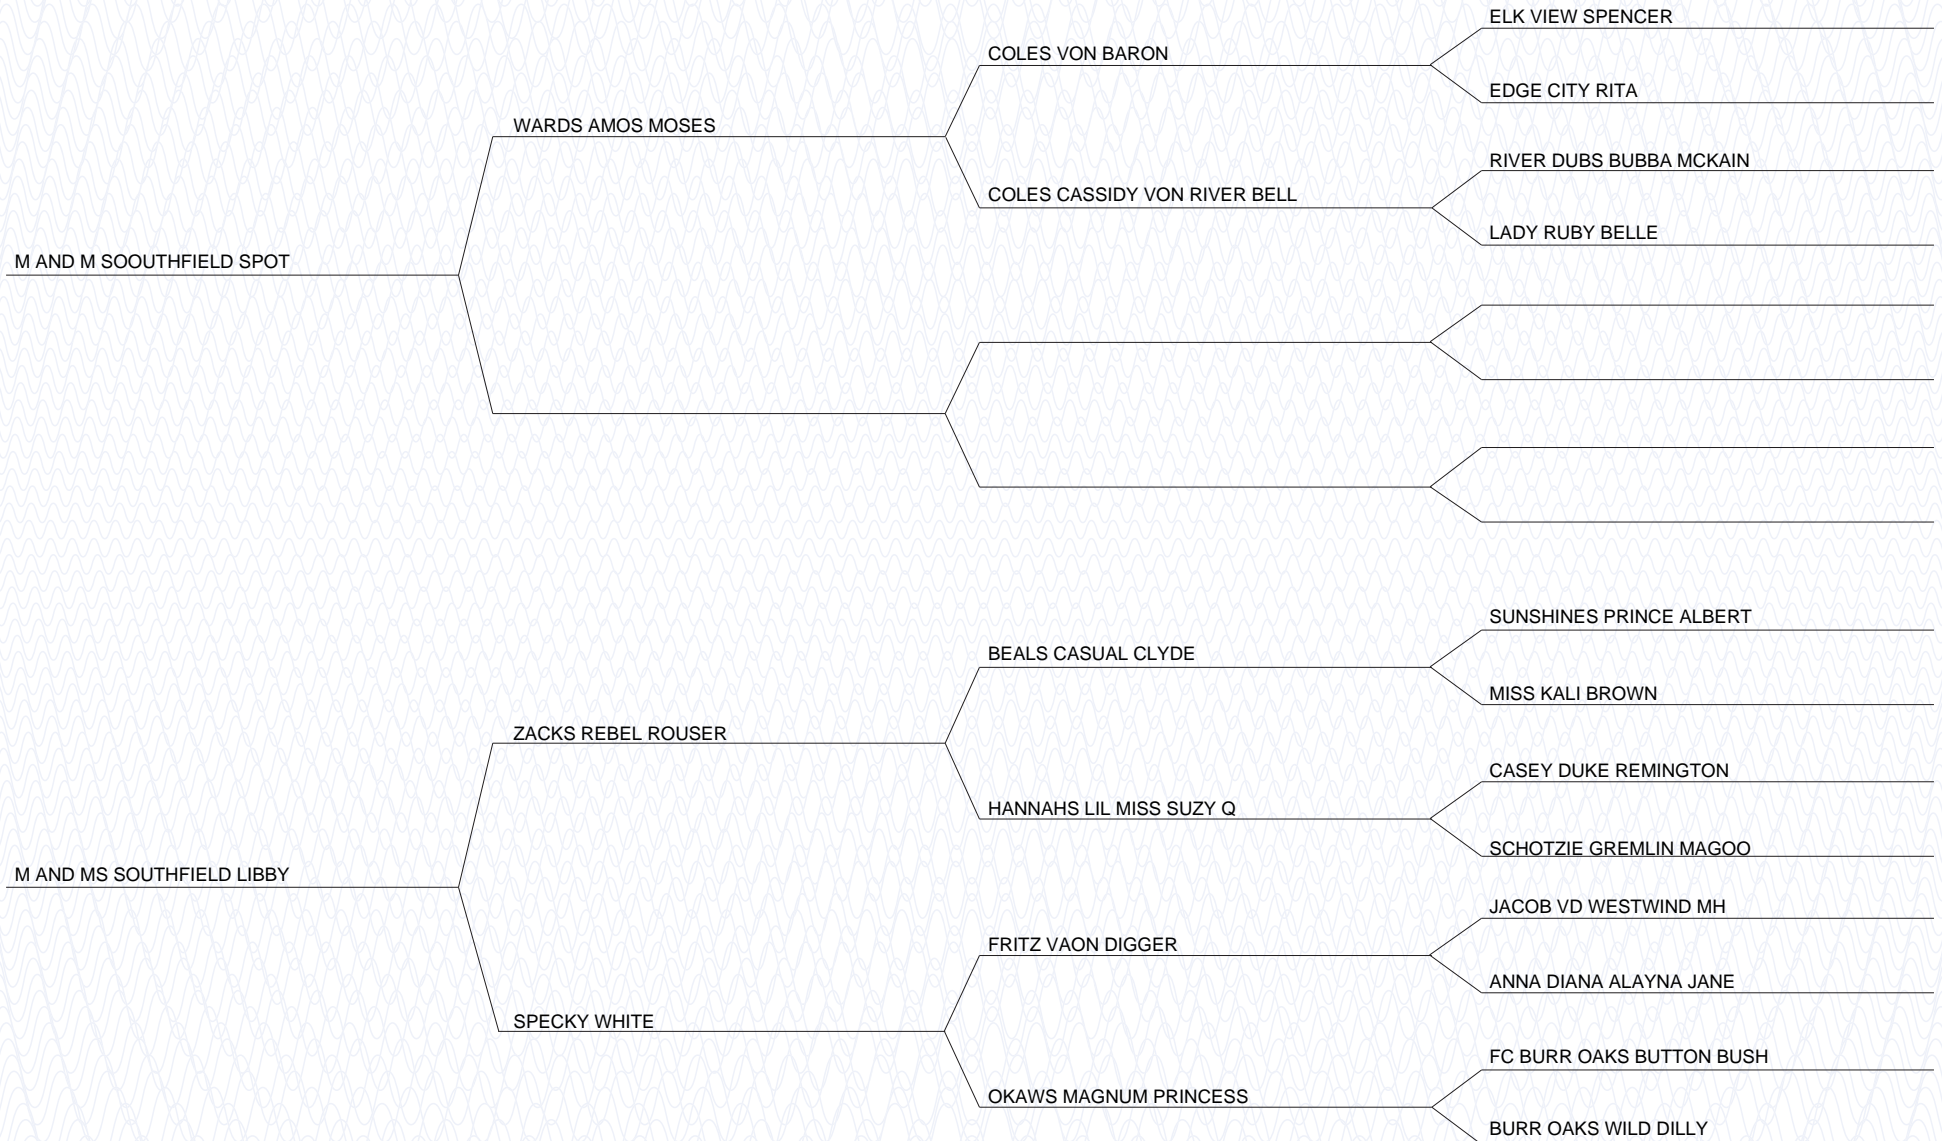 ELK VIEW SPENCER
COLES VON BARON
EDGE CITY RITA
WARDS AMOS MOSES
RIVER DUBS BUBBA MCKAIN
COLES CASSIDY VON RIVER BELL
LADY RUBY BELLE
M AND M SOOUTHFIELD SPOT
SUNSHINES PRINCE ALBERT
BEALS CASUAL CLYDE
MISS KALI BROWN
ZACKS REBEL ROUSER
CASEY DUKE REMINGTON
HANNAHS LIL MISS SUZY Q
SCHOTZIE GREMLIN MAGOO
M AND MS SOUTHFIELD LIBBY
JACOB VD WESTWIND MH
FRITZ VAON DIGGER
ANNA DIANA ALAYNA JANE
SPECKY WHITE
FC BURR OAKS BUTTON BUSH
OKAWS MAGNUM PRINCESS
BURR OAKS WILD DILLY